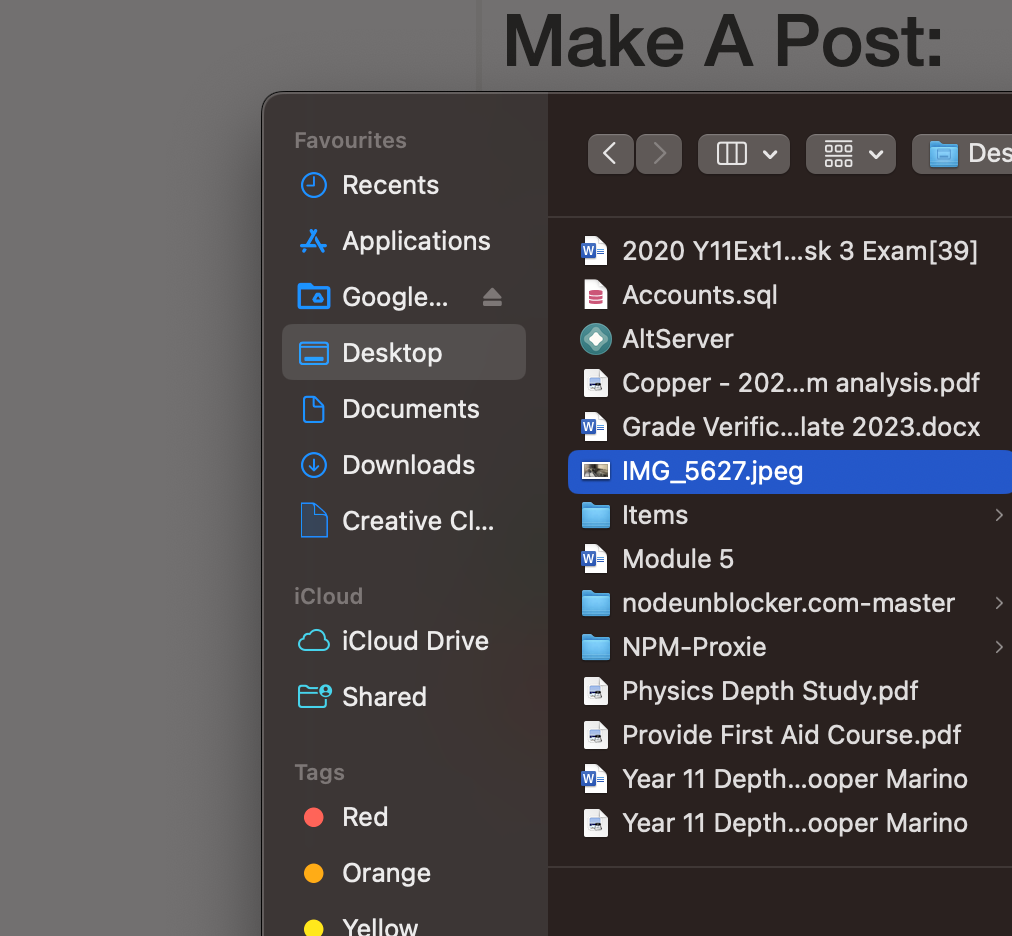 Make A Post:
Favourites
Recents
Applications
Google...
Desktop
Documents
Downloads
Creative Cl...
iCloud
iCloud Drive
Shared
Tags
Red
Orange
Yellow
Des
2020 Y11Ext1...sk 3 Exam[39]
Accounts.sql
AltServer
Copper - 202...m analysis.pdf
Grade Verific...late 2023.docx
IMG_5627.jpeg
Items
Module 5
nodeunblocker.com-master
NPM-Proxie
Physics Depth Study.pdf
Provide First Aid Course.pdf
Year 11 Depth...ooper Marino
Year 11 Depth...ooper Marino